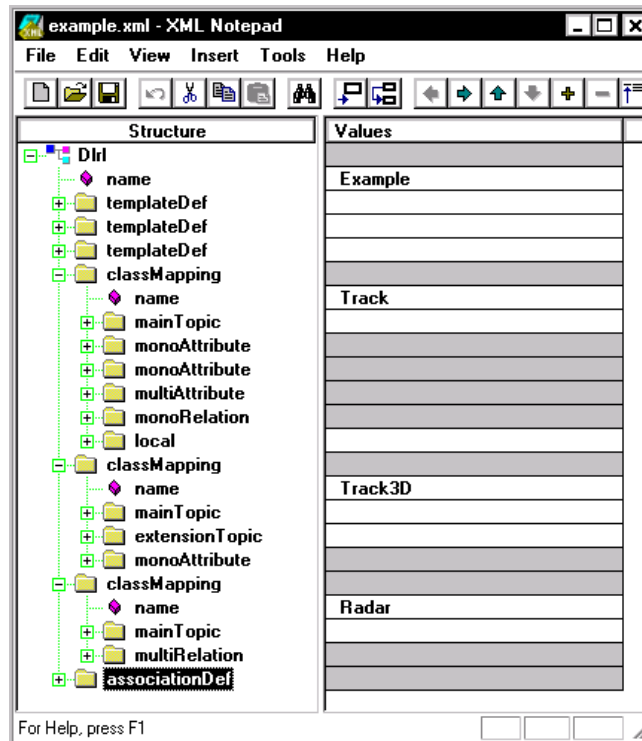 example.xml - XML Notepad
File Edit View Insert Tools Help
Structure Values
Dlrl
name Example
templateDef
templateDef
templateDef
classMapping
name Track
mainTopic
monoAttribute
monoAttribute
multiAttribute
monoRelation
local
classMapping
name Track3D
mainTopic
extensionTopic
monoAttribute
classMapping
name Radar
mainTopic
multiRelation
associationDef
For Help, press F1